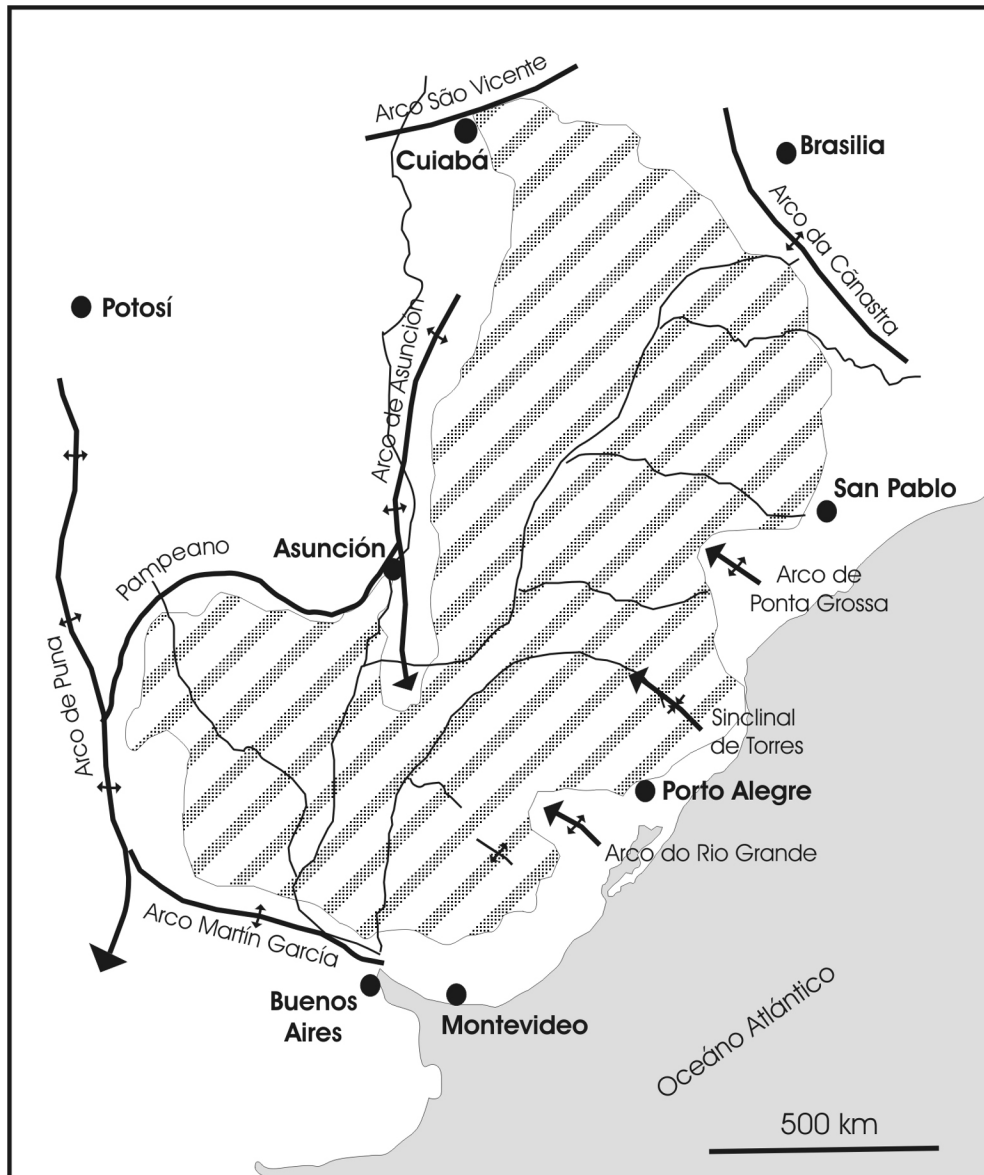 Arco São Vicente
Cuiabá
Brasilia
Arco da Cãnastra
Potosí
Arco de Asunción
San Pablo
Asunción
Pampeano
Arco de
Ponta Grossa
Arco de Puna
Sinclinal
de Torres
Porto Alegre
Arco do Rio Grande
Arco Martín García
Buenos
Aires
Montevideo
Oceáno Atlántico
500 km